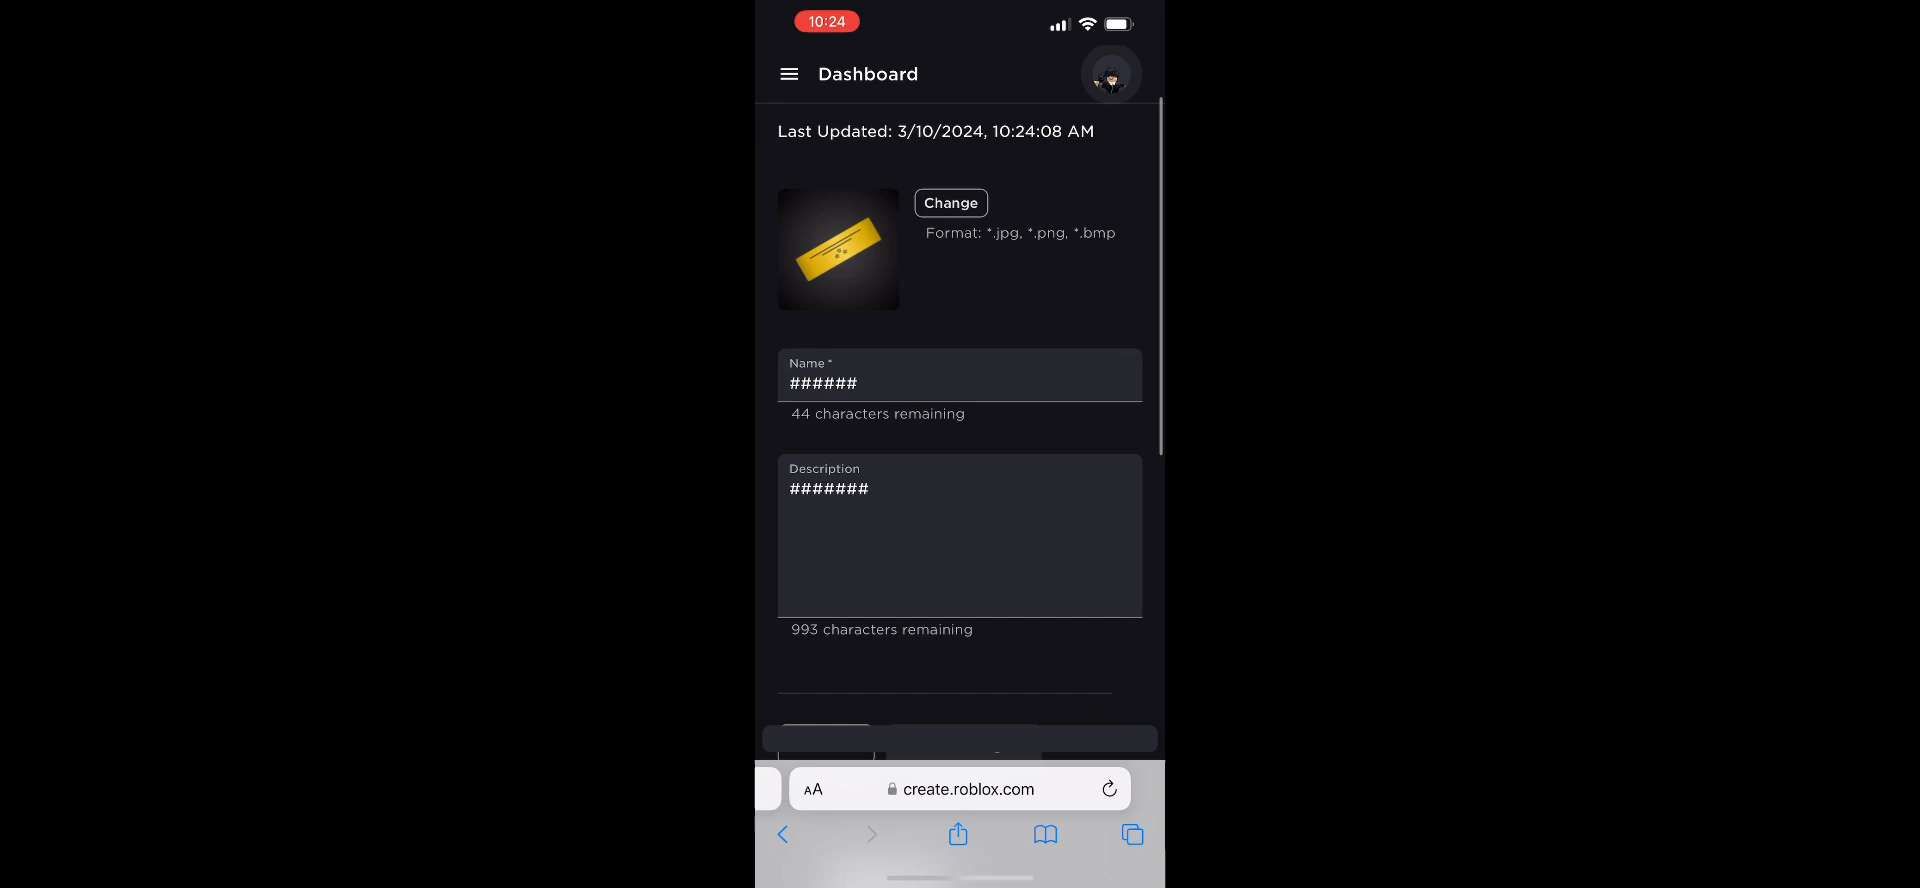 10:24
Dashboard
Last Updated: 3/10/2024, 10:24:08 AM
Change
Format: *.jpg, *.png, *.bmp
Name *
######
44 characters remaining
Description
#######
993 characters remaining
AA create.roblox.com